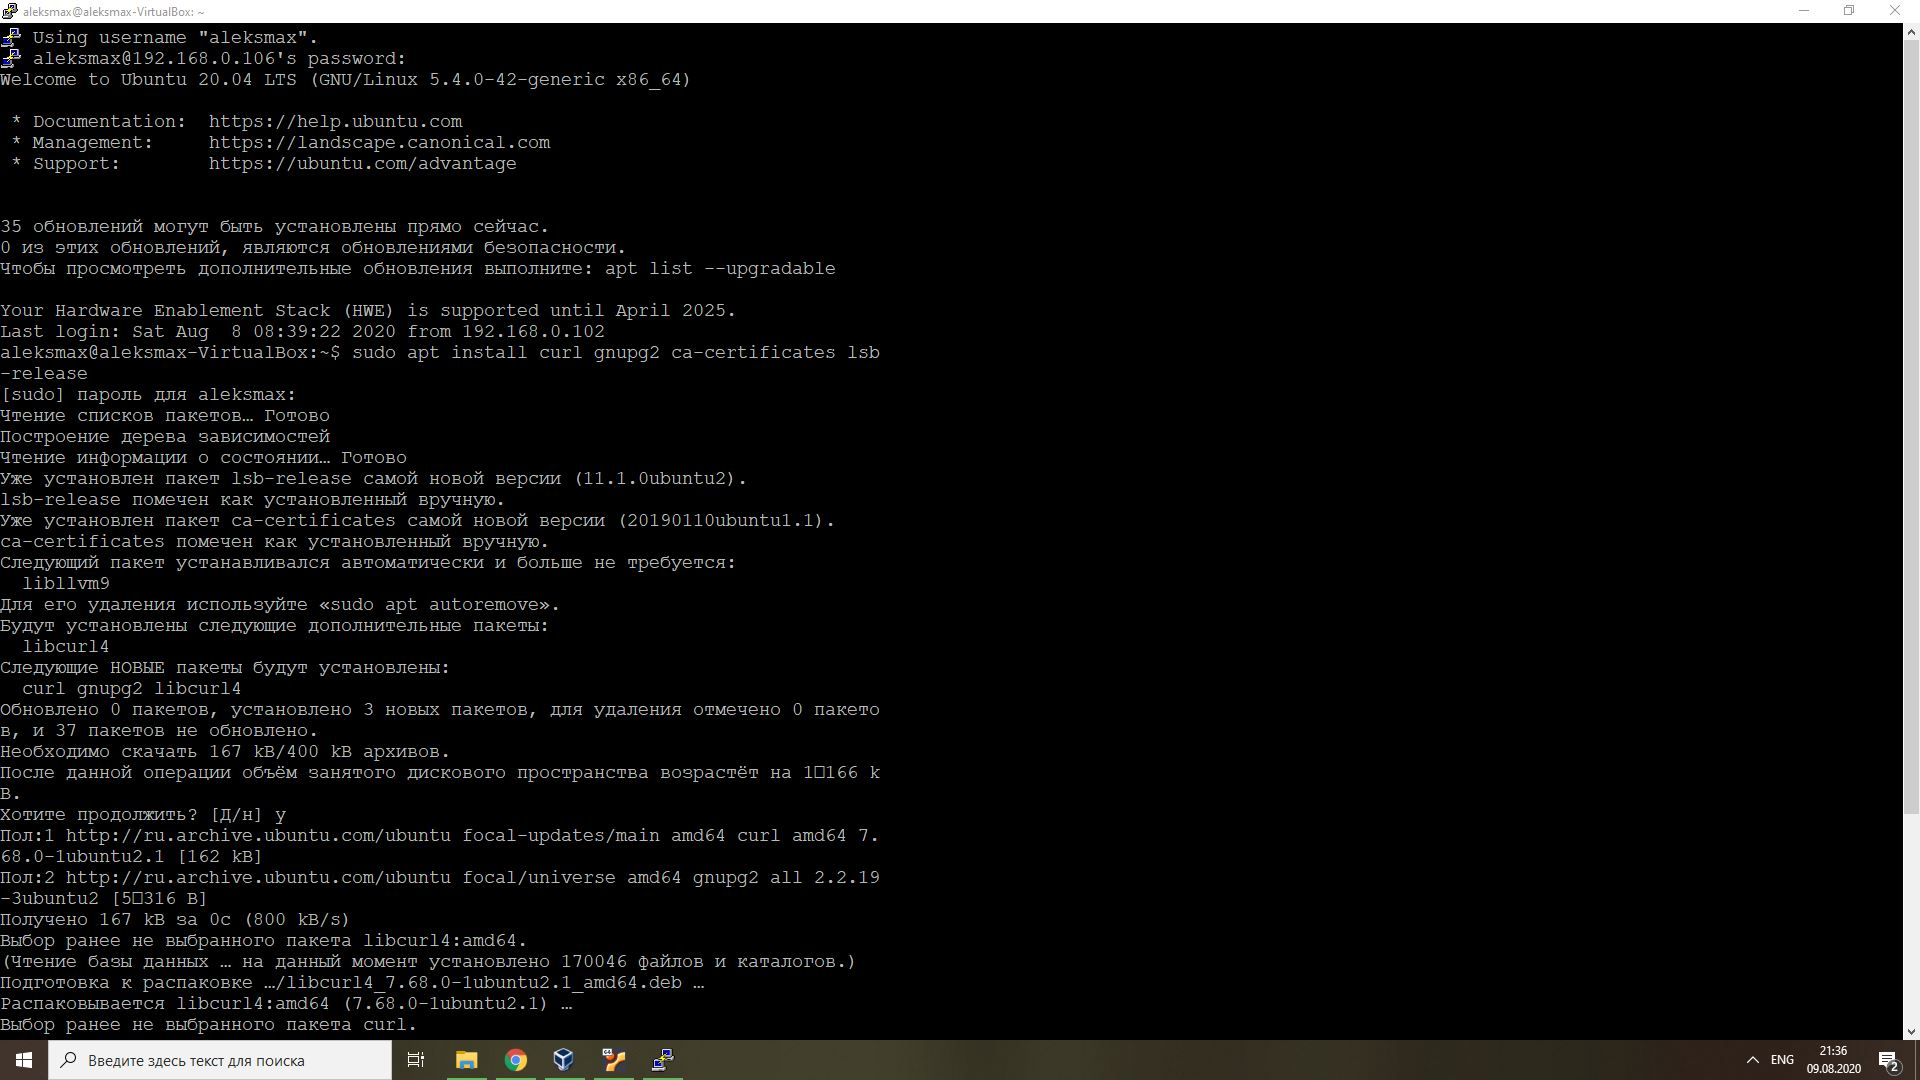 aleksmax@aleksmax-VirtualBox: ~
Using username "aleksmax".
aleksmax@192.168.0.106's password:
Welcome to Ubuntu 20.04 LTS (GNU/Linux 5.4.0-42-generic x86_64)
* Documentation:  https://help.ubuntu.com
* Management:     https://landscape.canonical.com
* Support:        https://ubuntu.com/advantage
35 обновлений могут быть установлены прямо сейчас.
0 из этих обновлений, являются обновлениями безопасности.
Чтобы просмотреть дополнительные обновления выполните: apt list --upgradable
Your Hardware Enablement Stack (HWE) is supported until April 2025.
Last login: Sat Aug  8 08:39:22 2020 from 192.168.0.102
aleksmax@aleksmax-VirtualBox:~$ sudo apt install curl gnupg2 ca-certificates lsb
-release
[sudo] пароль для aleksmax:
Чтение списков пакетов… Готово
Построение дерева зависимостей
Чтение информации о состоянии… Готово
Уже установлен пакет lsb-release самой новой версии (11.1.0ubuntu2).
lsb-release помечен как установленный вручную.
Уже установлен пакет ca-certificates самой новой версии (20190110ubuntu1.1).
ca-certificates помечен как установленный вручную.
Следующий пакет устанавливался автоматически и больше не требуется:
libllvm9
Для его удаления используйте «sudo apt autoremove».
Будут установлены следующие дополнительные пакеты:
libcurl4
Следующие НОВЫЕ пакеты будут установлены:
curl gnupg2 libcurl4
Обновлено 0 пакетов, установлено 3 новых пакетов, для удаления отмечено 0 пакето
в, и 37 пакетов не обновлено.
Необходимо скачать 167 kB/400 kB архивов.
После данной операции объём занятого дискового пространства возрастёт на 1□166 k
B.
Хотите продолжить? [Д/н] y
Пол:1 http://ru.archive.ubuntu.com/ubuntu focal-updates/main amd64 curl amd64 7.
68.0-1ubuntu2.1 [162 kB]
Пол:2 http://ru.archive.ubuntu.com/ubuntu focal/universe amd64 gnupg2 all 2.2.19
-3ubuntu2 [5□316 B]
Получено 167 kB за 0с (800 kB/s)
Выбор ранее не выбранного пакета libcurl4:amd64.
(Чтение базы данных … на данный момент установлено 170046 файлов и каталогов.)
Подготовка к распаковке …/libcurl4_7.68.0-1ubuntu2.1_amd64.deb …
Распаковывается libcurl4:amd64 (7.68.0-1ubuntu2.1) …
Выбор ранее не выбранного пакета curl.
Введите здесь текст для поиска
ENG
21:36
09.08.2020
2